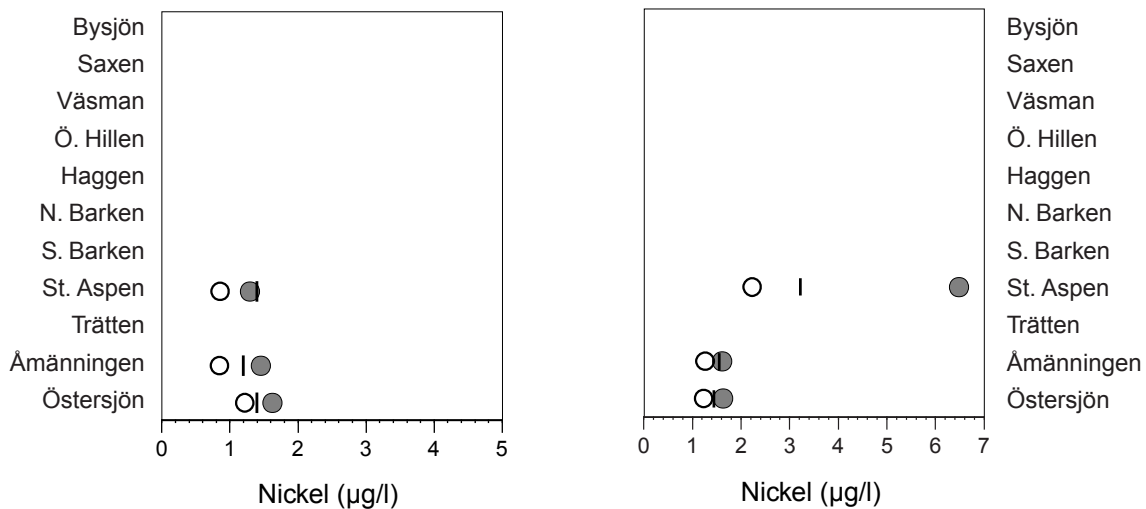 Bysjön
Saxen
Väsman
Ö. Hillen
Haggen
N. Barken
S. Barken
St. Aspen
Trätten
Åmänningen
Östersjön
0 1 2 3 4 5
Nickel (µg/l)
Bysjön
Saxen
Väsman
Ö. Hillen
Haggen
N. Barken
S. Barken
St. Aspen
Trätten
Åmänningen
Östersjön
0 1 2 3 4 5 6 7
Nickel (µg/l)